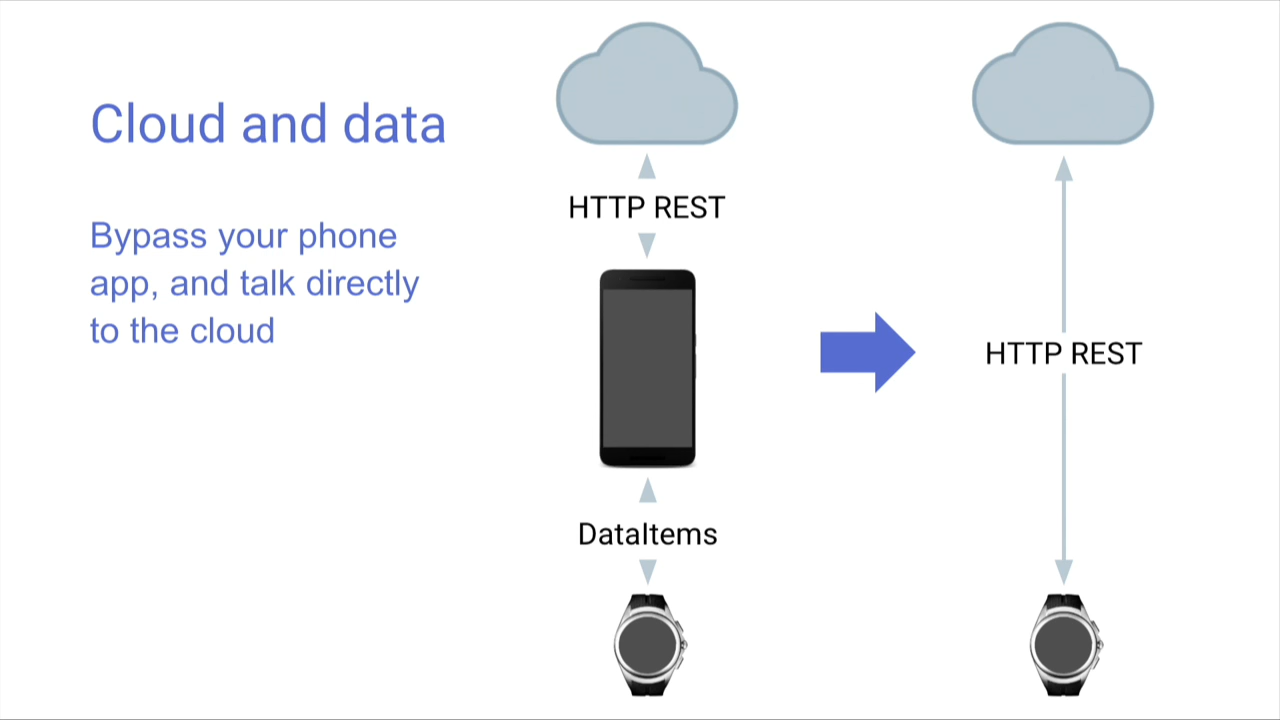 Cloud and data
Bypass your phone
app, and talk directly
to the cloud
HTTP REST
DataItems
HTTP REST